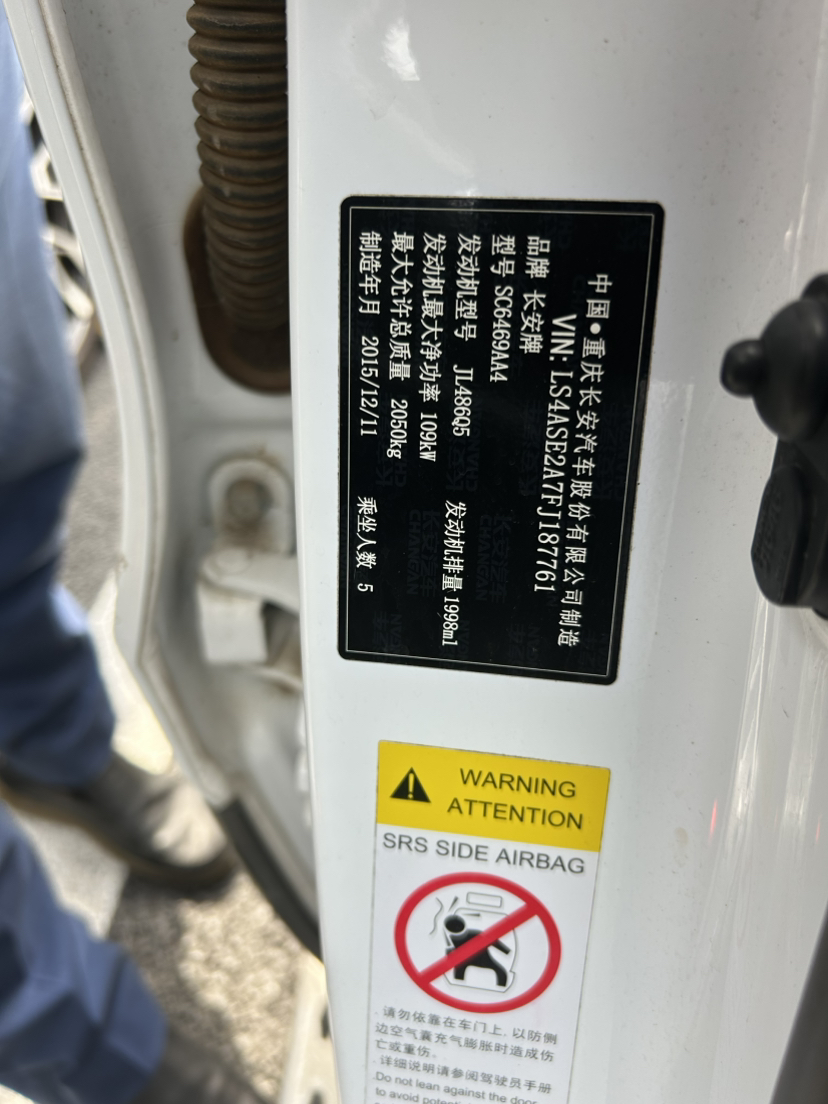 中国●重庆长安汽车股份有限公司制造
VIN: LS4ASE2A7FJ187761
品牌 长安牌
型号 SC6469AA4
发动机型号 JL486Q5 发动机排量 1998ml
发动机最大净功率 109kW
最大允许总质量 2050kg
制造年月 2015/12/11 乘坐人数 5
WARNING
ATTENTION
SRS SIDE AIRBAG
.请勿依靠在车门上, 以防侧
边空气囊充气膨胀时造成伤
亡或重伤。
.详细说明请参阅驾驶员手册
.Do not lean against the door
to avoid